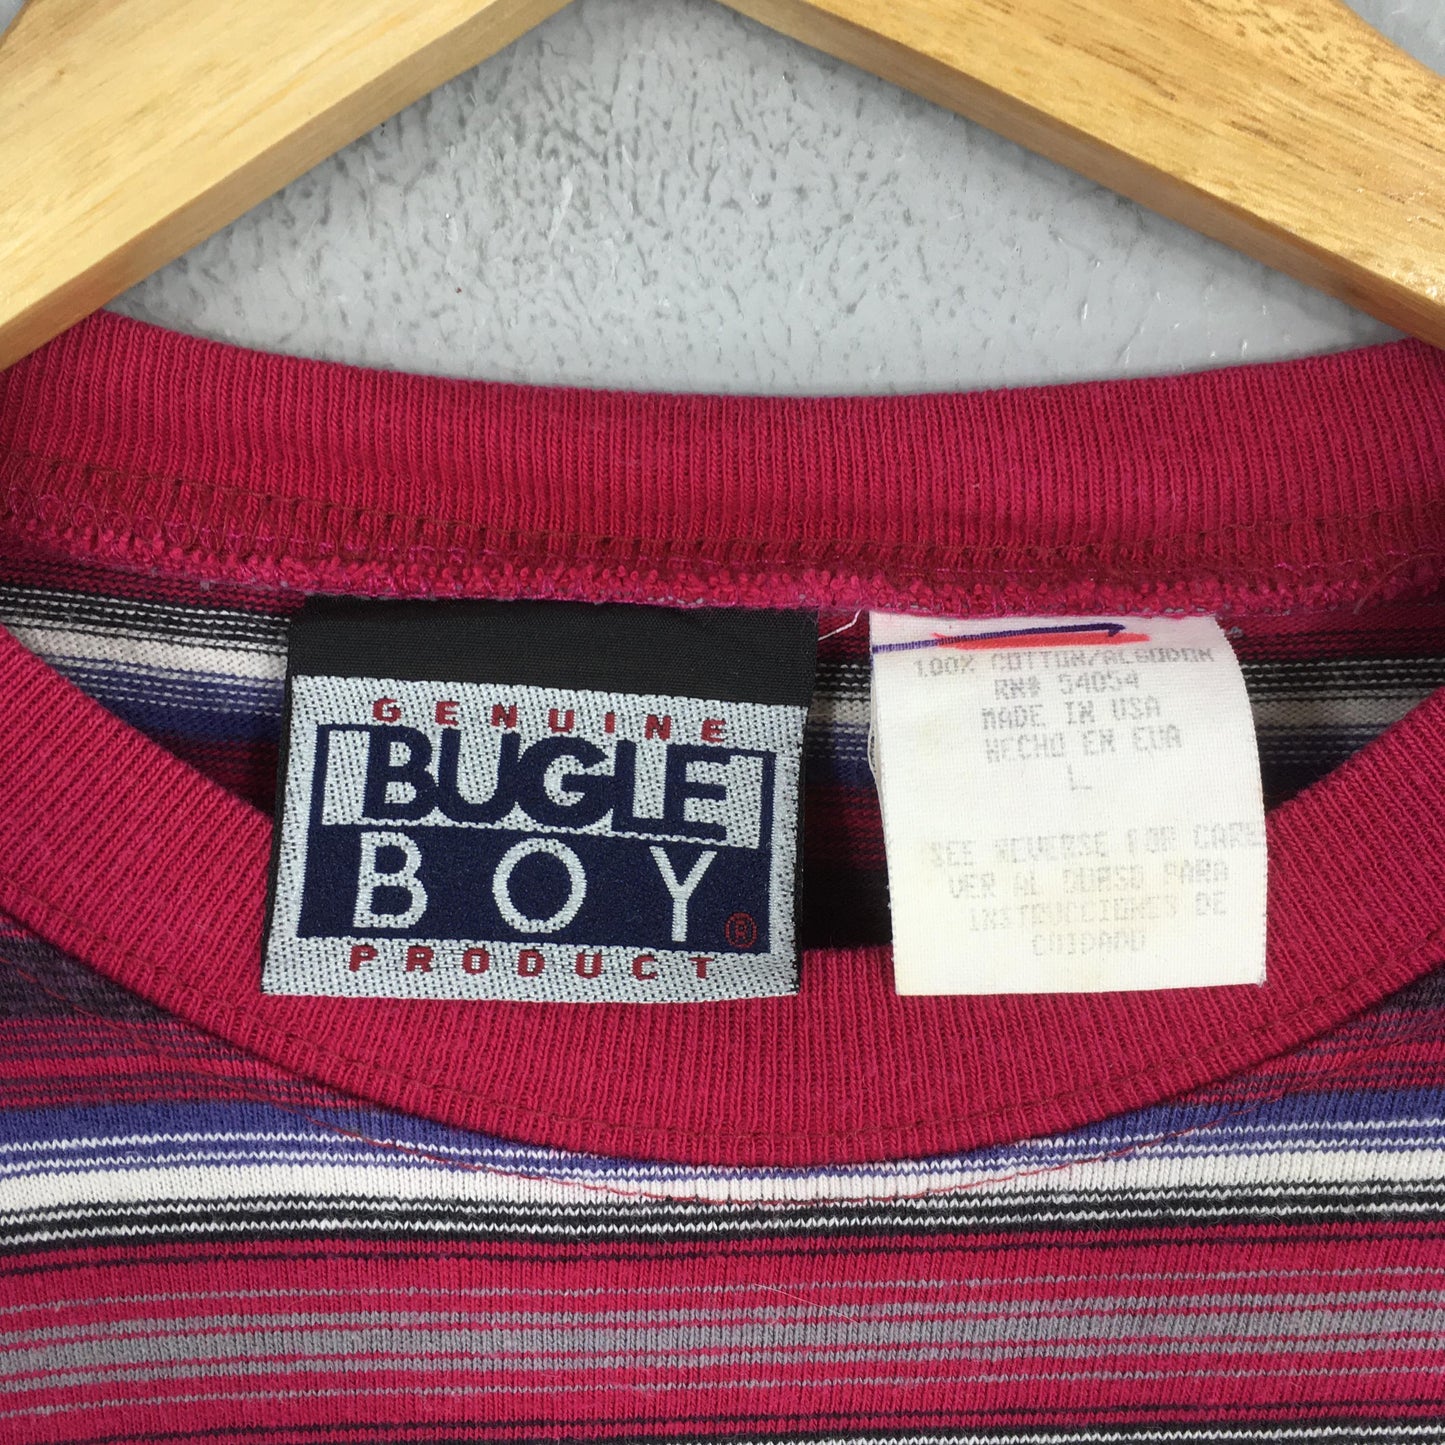 GENUINE
BUGLE
BOY ®
PRODUCT
100% COTTON/ALGODON
RN# 54054
MADE IN USA
HECHO EN EUA
L
SEE REVERSE FOR CARE
VER AL DORSO PARA
INSTRUCCIONES DE
CUIDADO